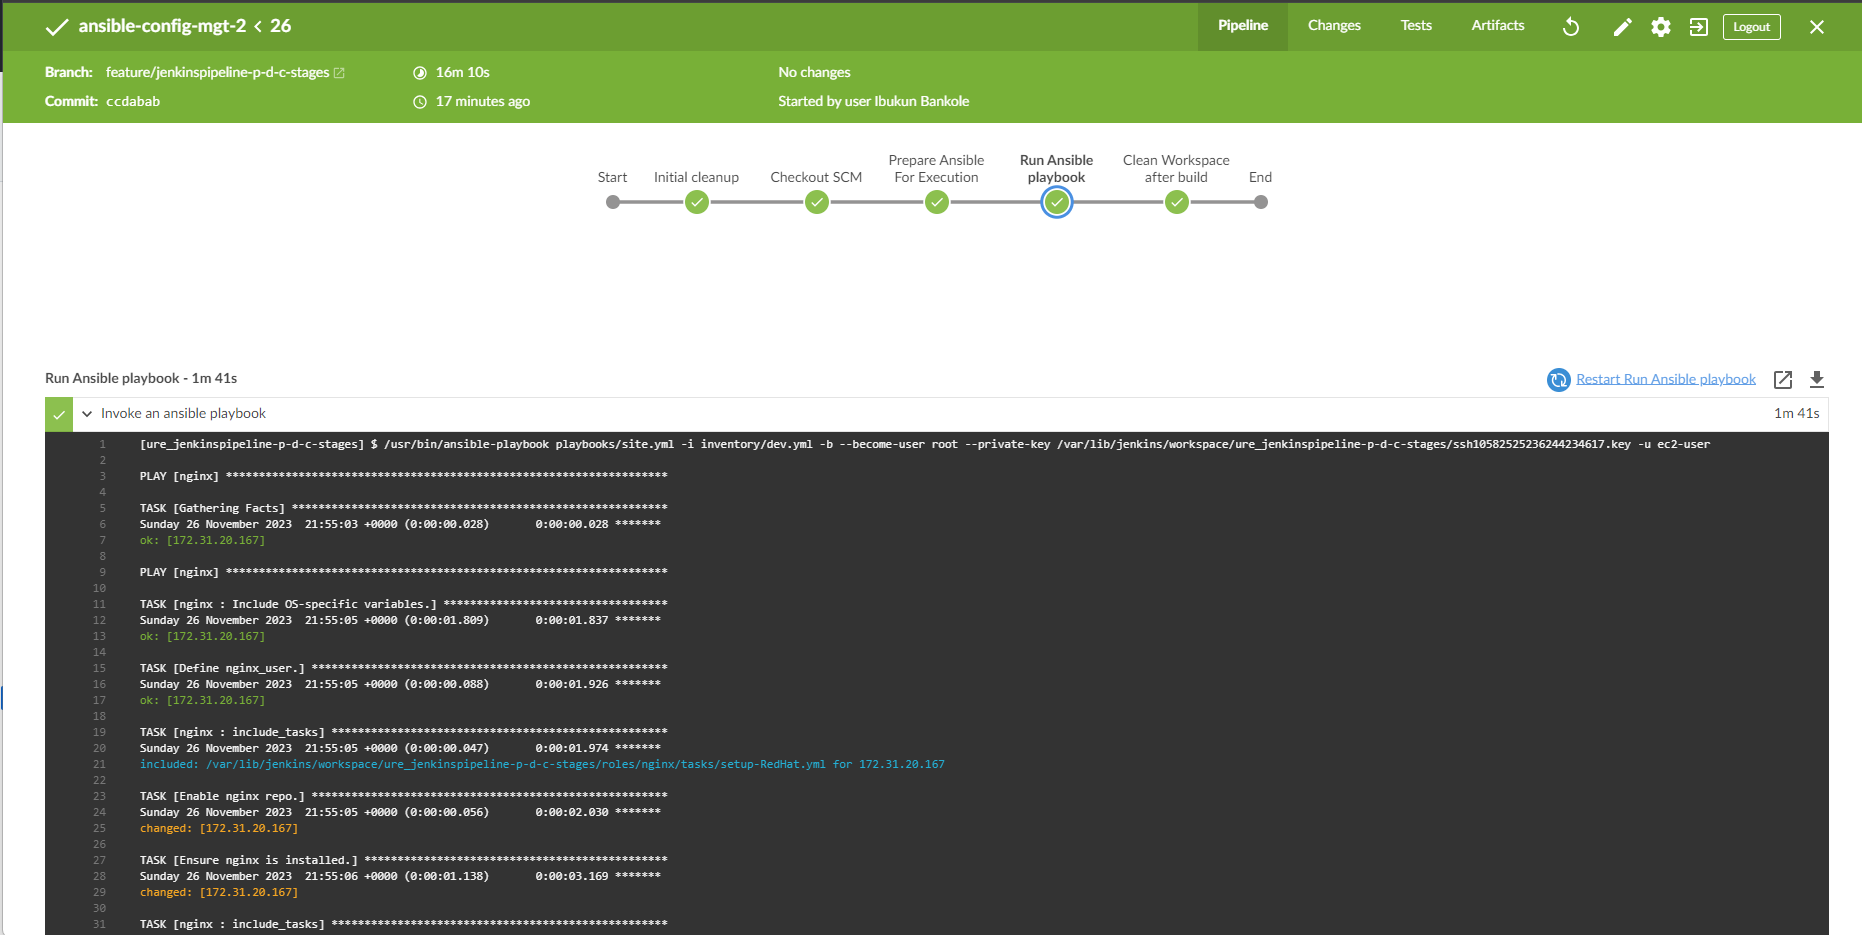 ansible-config-mgt-2 < 26
Pipeline
Changes
Tests
Artifacts
Logout
Branch: feature/jenkinspipeline-p-d-c-stages
16m 10s
No changes
Commit: ccdabab
17 minutes ago
Started by user Ibukun Bankole
Start
Initial cleanup
Checkout SCM
Prepare Ansible
For Execution
Run Ansible
playbook
Clean Workspace
after build
End
Run Ansible playbook - 1m 41s
Restart Run Ansible playbook
Invoke an ansible playbook
1m 41s
1 [ure_jenkinspipeline-p-d-c-stages] $ /usr/bin/ansible-playbook playbooks/site.yml -i inventory/dev.yml -b --become-user root --private-key /var/lib/jenkins/workspace/ure_jenkinspipeline-p-d-c-stages/ssh10582525236244234617.key -u ec2-user
2
3 PLAY [nginx] *******************************************************************
4
5 TASK [Gathering Facts] *********************************************************
6 Sunday 26 November 2023  21:55:03 +0000 (0:00:00.028)       0:00:00.028 *******
7 ok: [172.31.20.167]
8
9 PLAY [nginx] *******************************************************************
10
11 TASK [nginx : Include OS-specific variables.] **********************************
12 Sunday 26 November 2023  21:55:05 +0000 (0:00:01.809)       0:00:01.837 *******
13 ok: [172.31.20.167]
14
15 TASK [Define nginx_user.] ******************************************************
16 Sunday 26 November 2023  21:55:05 +0000 (0:00:00.088)       0:00:01.926 *******
17 ok: [172.31.20.167]
18
19 TASK [nginx : include_tasks] ***************************************************
20 Sunday 26 November 2023  21:55:05 +0000 (0:00:00.047)       0:00:01.974 *******
21 included: /var/lib/jenkins/workspace/ure_jenkinspipeline-p-d-c-stages/roles/nginx/tasks/setup-RedHat.yml for 172.31.20.167
22
23 TASK [Enable nginx repo.] ******************************************************
24 Sunday 26 November 2023  21:55:05 +0000 (0:00:00.056)       0:00:02.030 *******
25 changed: [172.31.20.167]
26
27 TASK [Ensure nginx is installed.] **********************************************
28 Sunday 26 November 2023  21:55:06 +0000 (0:00:01.138)       0:00:03.169 *******
29 changed: [172.31.20.167]
30
31 TASK [nginx : include_tasks] ***************************************************